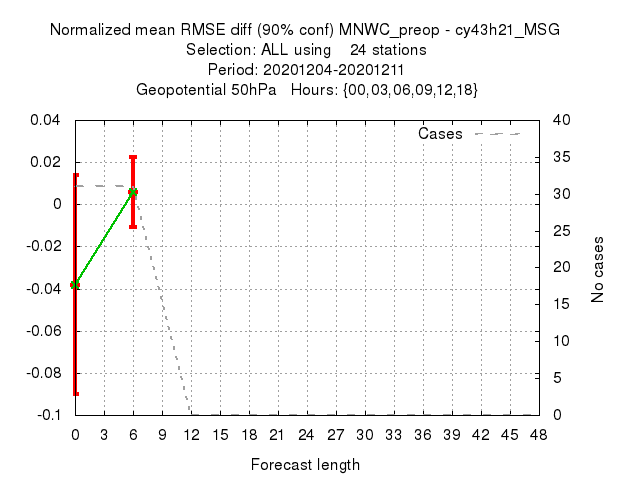 Normalized mean RMSE diff (90% conf) MNWC_preop - cy43h21_MSG
Selection: ALL using    24 stations
Period: 20201204-20201211
Geopotential 50hPa   Hours: {00,03,06,09,12,18}
Cases
0.04
0.02
0
-0.02
-0.04
-0.06
-0.08
-0.1
40
35
30
25
20
15
10
5
0
No cases
0 3 6 9 12 15 18 21 24 27 30 33 36 39 42 45 48
Forecast length